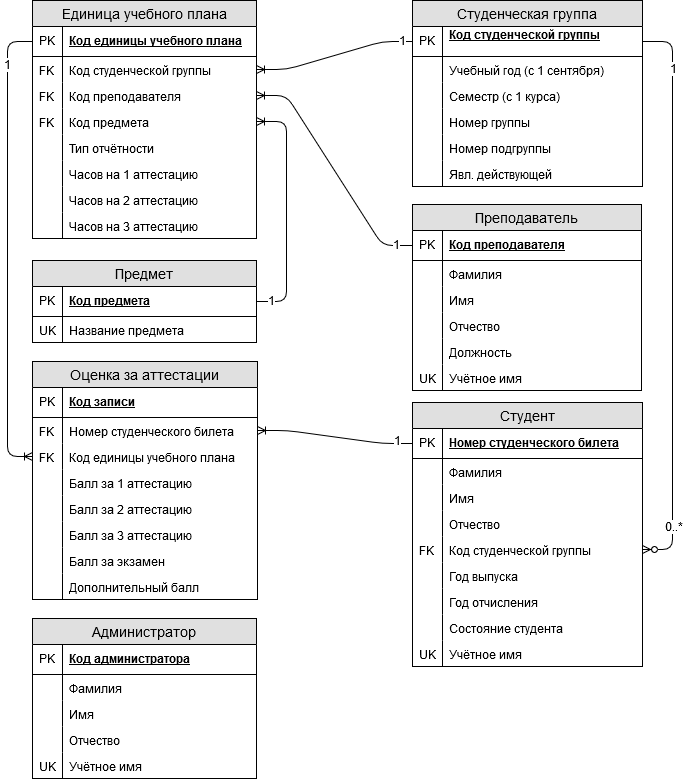 Единица учебного плана
PK Код единицы учебного плана
FK Код студенческой группы
FK Код преподавателя
FK Код предмета
Тип отчётности
Часов на 1 аттестацию
Часов на 2 аттестацию
Часов на 3 аттестацию
1
Студенческая группа
1 PK Код студенческой группы
Учебный год (с 1 сентября)
Семестр (с 1 курса)
Номер группы
Номер подгруппы
Явл. действующей
1
Преподаватель
1 PK Код преподавателя
Фамилия
Имя
Отчество
Должность
UK Учётное имя
Предмет
PK Код предмета 1
UK Название предмета
Оценка за аттестации
PK Код записи
FK Номер студенческого билета
FK Код единицы учебного плана
Балл за 1 аттестацию
Балл за 2 аттестацию
Балл за 3 аттестацию
Балл за экзамен
Дополнительный балл
Студент
1 PK Номер студенческого билета
Фамилия
Имя
Отчество
0..*
FK Код студенческой группы
Год выпуска
Год отчисления
Состояние студента
UK Учётное имя
Администратор
PK Код администратора
Фамилия
Имя
Отчество
UK Учётное имя